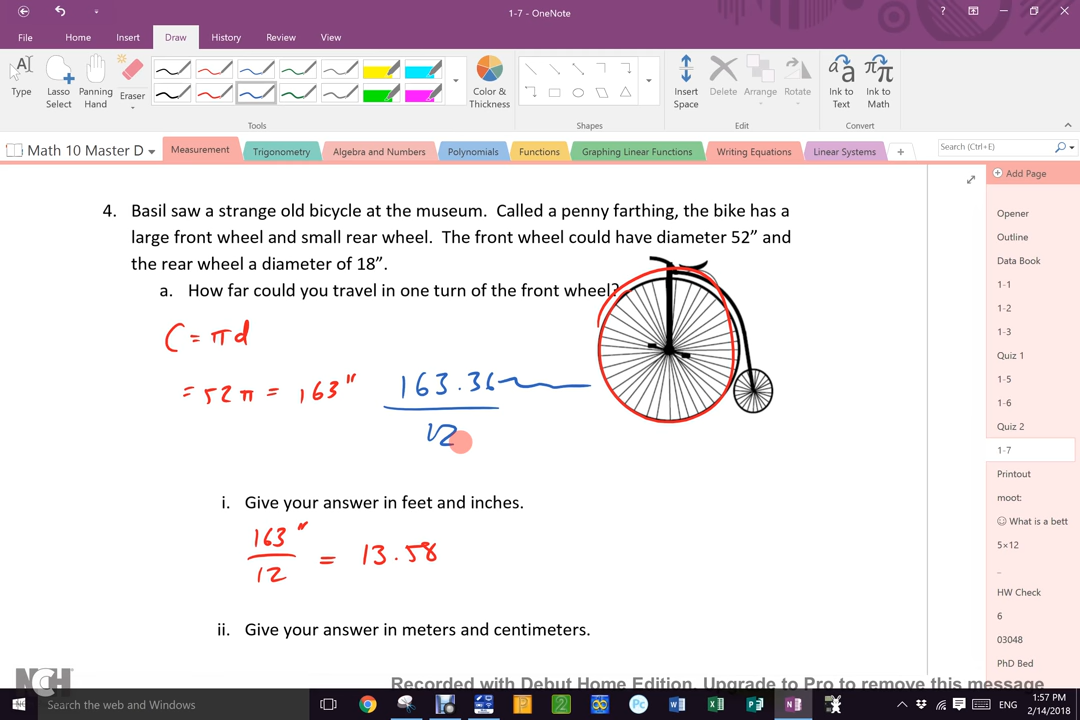 1-7 - OneNote
?
File Home Insert Draw History Review View
Type Lasso Select Panning Hand Eraser Color & Thickness Insert Space Delete Arrange Rotate Ink to Text Ink to Math
Tools Shapes Edit Convert
Math 10 Master D Measurement Trigonometry Algebra and Numbers Polynomials Functions Graphing Linear Functions Writing Equations Linear Systems + Search (Ctrl+E)
Add Page
Opener
Outline
Data Book
1-1
1-2
1-3
Quiz 1
1-5
1-6
Quiz 2
1-7
Printout
moot:
☺ What is a bett
5×12
..
HW Check
6
03048
PhD Bed
4. Basil saw a strange old bicycle at the museum. Called a penny farthing, the bike has a
large front wheel and small rear wheel. The front wheel could have diameter 52” and
the rear wheel a diameter of 18”.
a. How far could you travel in one turn of the front wheel?
C = πd
= 52 π = 163"
163.36
12
i. Give your answer in feet and inches.
163"
12
= 13.58
ii. Give your answer in meters and centimeters.
NCH
Recorded with Debut Home Edition. Upgrade to Pro to remove this message
Search the web and Windows
ENG
1:57 PM
2/14/2018